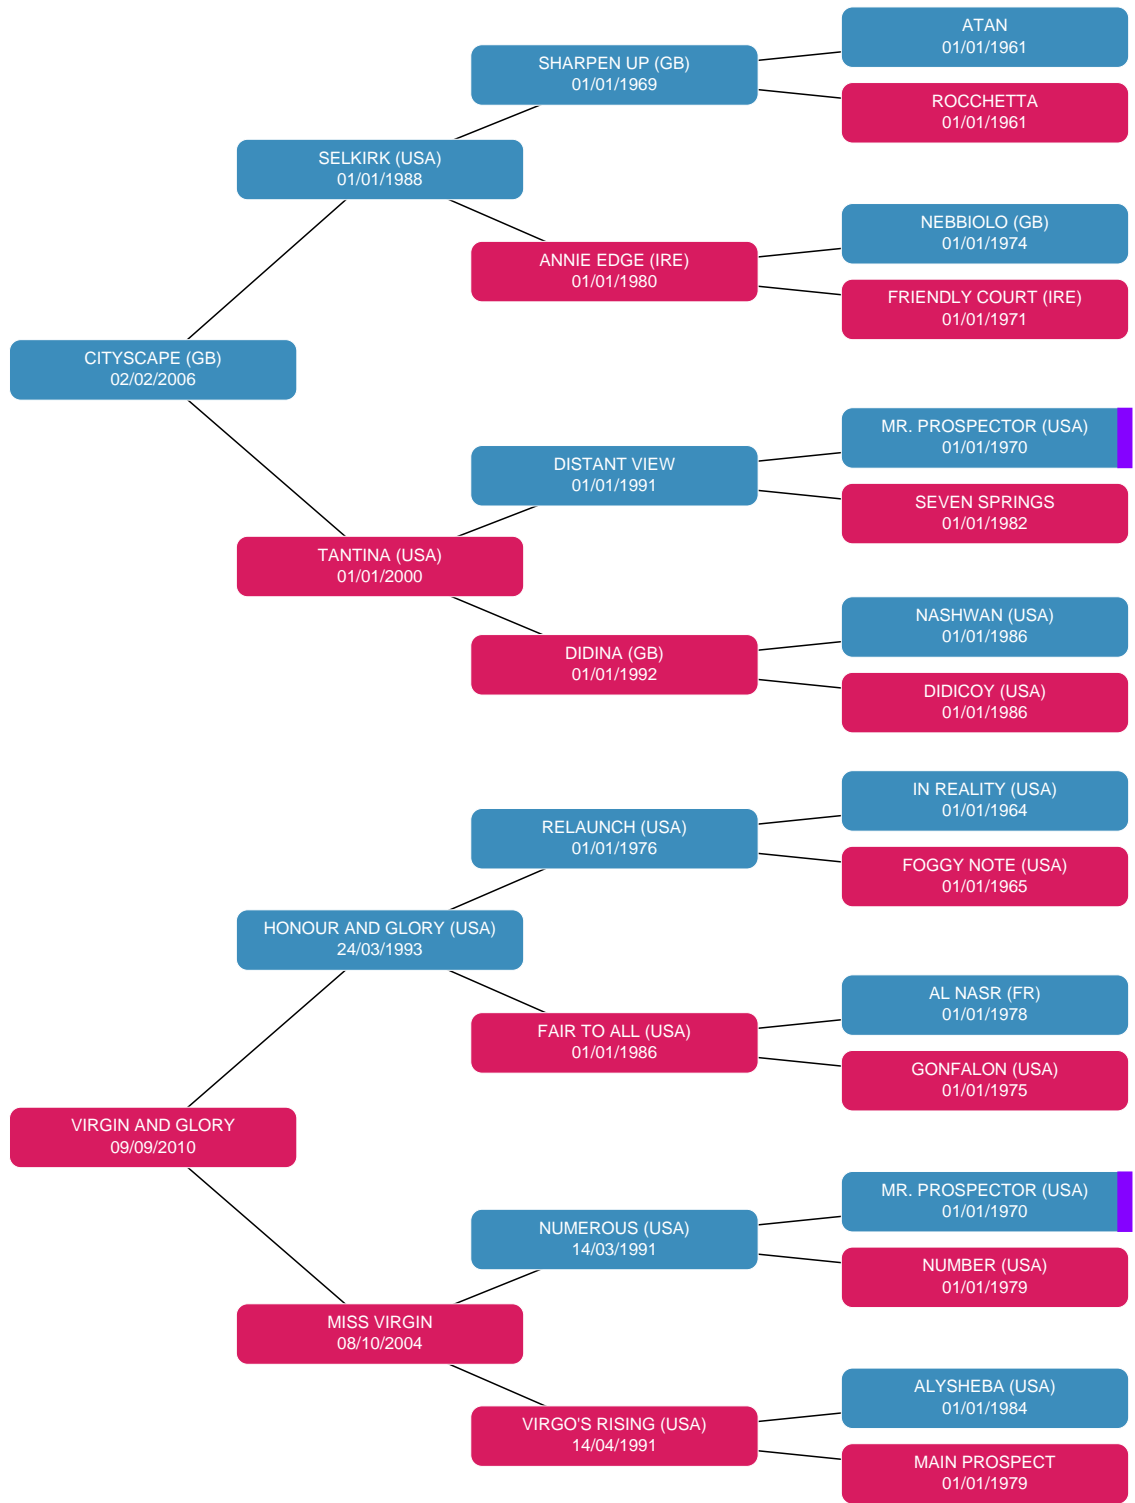 ATAN
01/01/1961
SHARPEN UP (GB)
01/01/1969
ROCCHETTA
01/01/1961
SELKIRK (USA)
01/01/1988
NEBBIOLO (GB)
01/01/1974
ANNIE EDGE (IRE)
01/01/1980
FRIENDLY COURT (IRE)
01/01/1971
CITYSCAPE (GB)
02/02/2006
MR. PROSPECTOR (USA)
01/01/1970
DISTANT VIEW
01/01/1991
SEVEN SPRINGS
01/01/1982
TANTINA (USA)
01/01/2000
NASHWAN (USA)
01/01/1986
DIDINA (GB)
01/01/1992
DIDICOY (USA)
01/01/1986
IN REALITY (USA)
01/01/1964
RELAUNCH (USA)
01/01/1976
FOGGY NOTE (USA)
01/01/1965
HONOUR AND GLORY (USA)
24/03/1993
AL NASR (FR)
01/01/1978
FAIR TO ALL (USA)
01/01/1986
GONFALON (USA)
01/01/1975
VIRGIN AND GLORY
09/09/2010
MR. PROSPECTOR (USA)
01/01/1970
NUMEROUS (USA)
14/03/1991
NUMBER (USA)
01/01/1979
MISS VIRGIN
08/10/2004
ALYSHEBA (USA)
01/01/1984
VIRGO'S RISING (USA)
14/04/1991
MAIN PROSPECT
01/01/1979